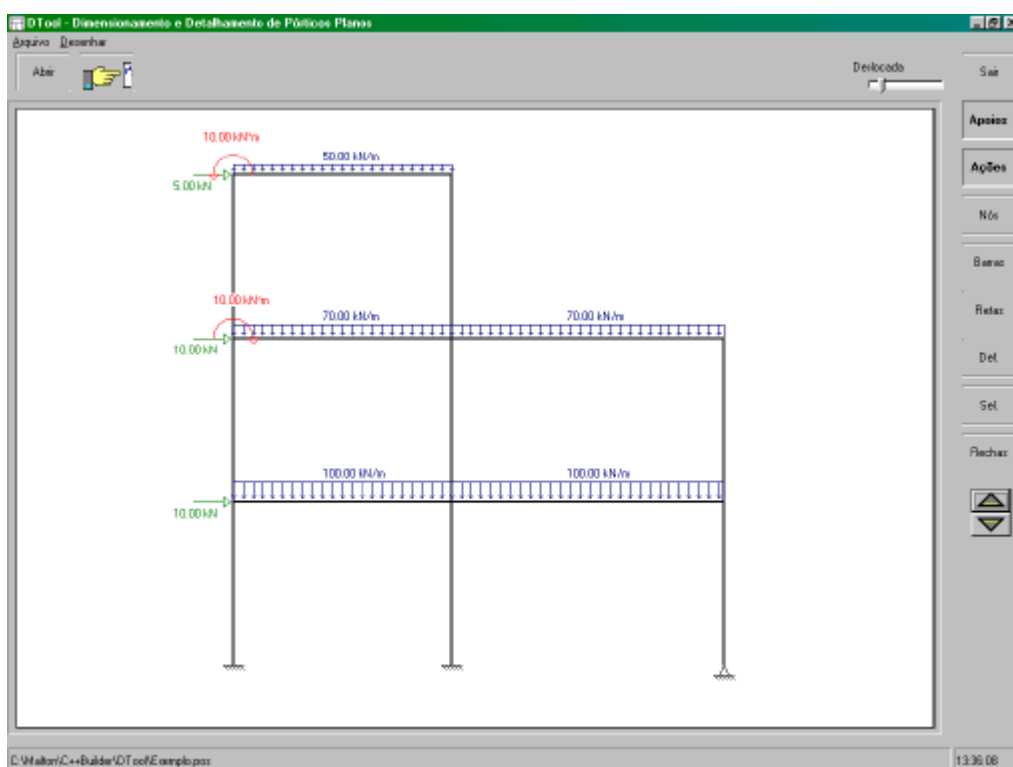 DTool - Dimensionamento e Detalhamento de Pórticos Planos
Arquivo Desenhar
Abrir
Deslocada
Sair
Apoios
Ações
Nós
Barras
Retas
Def.
Sel.
Flechas
10.00 kN*m
50.00 kN/m
5.00 kN
10.00 kN*m
70.00 kN/m 70.00 kN/m
10.00 kN
100.00 kN/m 100.00 kN/m
10.00 kN
C:\Walton\C++Builder\DTool\Exemplo.pox
13:36:08